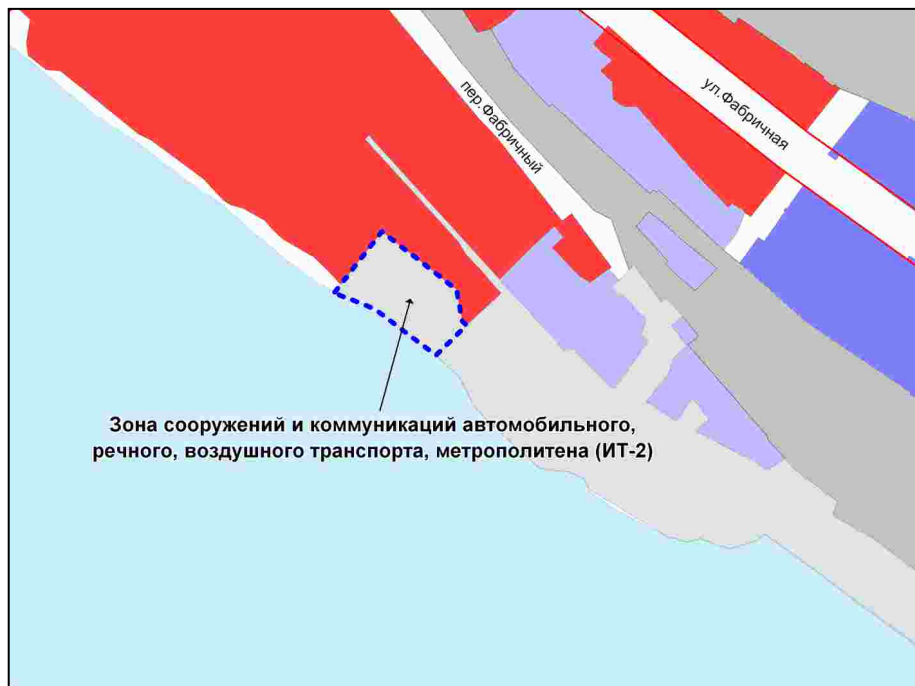 ул.Фабричная
пер.Фабричный
Зона сооружений и коммуникаций автомобильного,
речного, воздушного транспорта, метрополитена (ИТ-2)